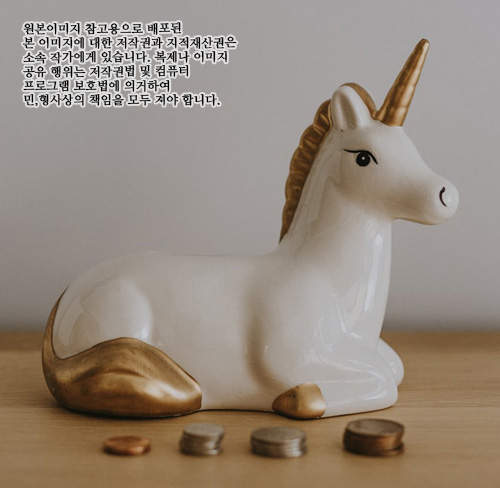 원본이미지 참고용으로 배포된
본 이미지에 대한 저작권과 지적재산권은
소속 작가에게 있습니다. 복제나 이미지
공유 행위는 저작권법 및 컴퓨터
프로그램 보호법에 의거하여
민,형사상의 책임을 모두 지야 합니다.